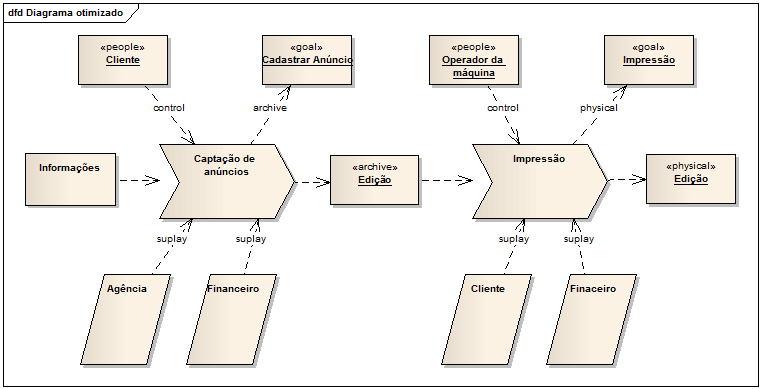 dfd Diagrama otimizado
«people»
Cliente
«goal»
Cadastrar Anúncio
«people»
Operador da
máquina
«goal»
Impressão
control
archive
control
physical
Informações
Captação de
anúncios
«archive»
Edição
Impressão
«physical»
Edição
suplay
suplay
suplay
suplay
Agência
Financeiro
Cliente
Finaceiro